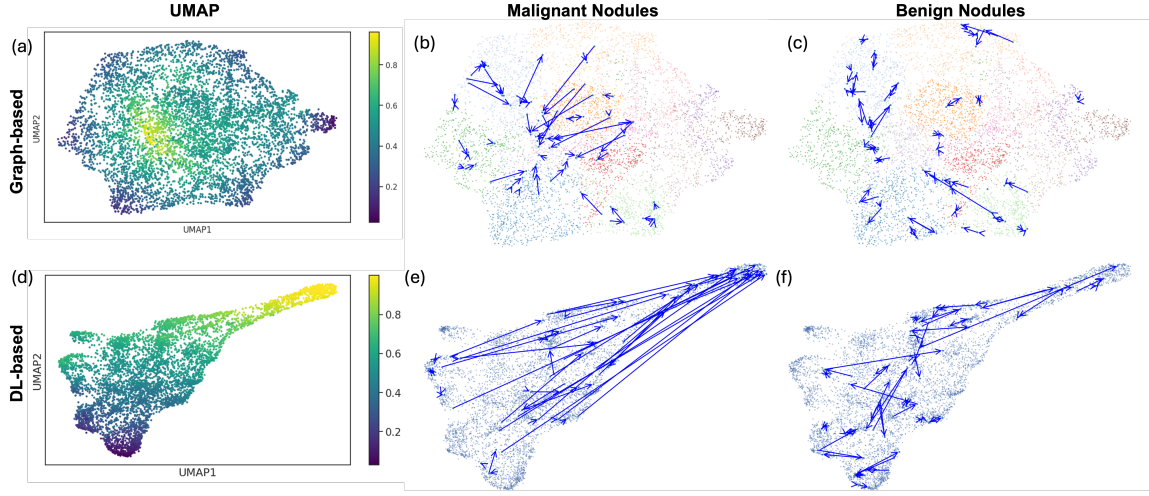 UMAP
Malignant Nodules
Benign Nodules
Graph-based
(a)
UMAP2
UMAP1
0.8
0.6
0.4
0.2
(b)
(c)
DL-based
(d)
UMAP2
UMAP1
0.8
0.6
0.4
0.2
(e)
(f)